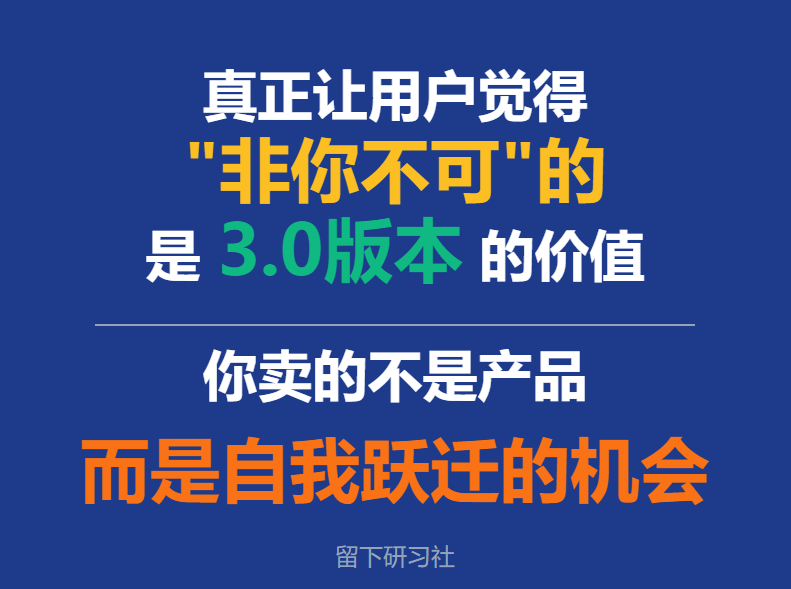 真正让用户觉得
"非你不可"的
是 3.0版本 的价值
你卖的不是产品
而是自我跃迁的机会
留下研习社